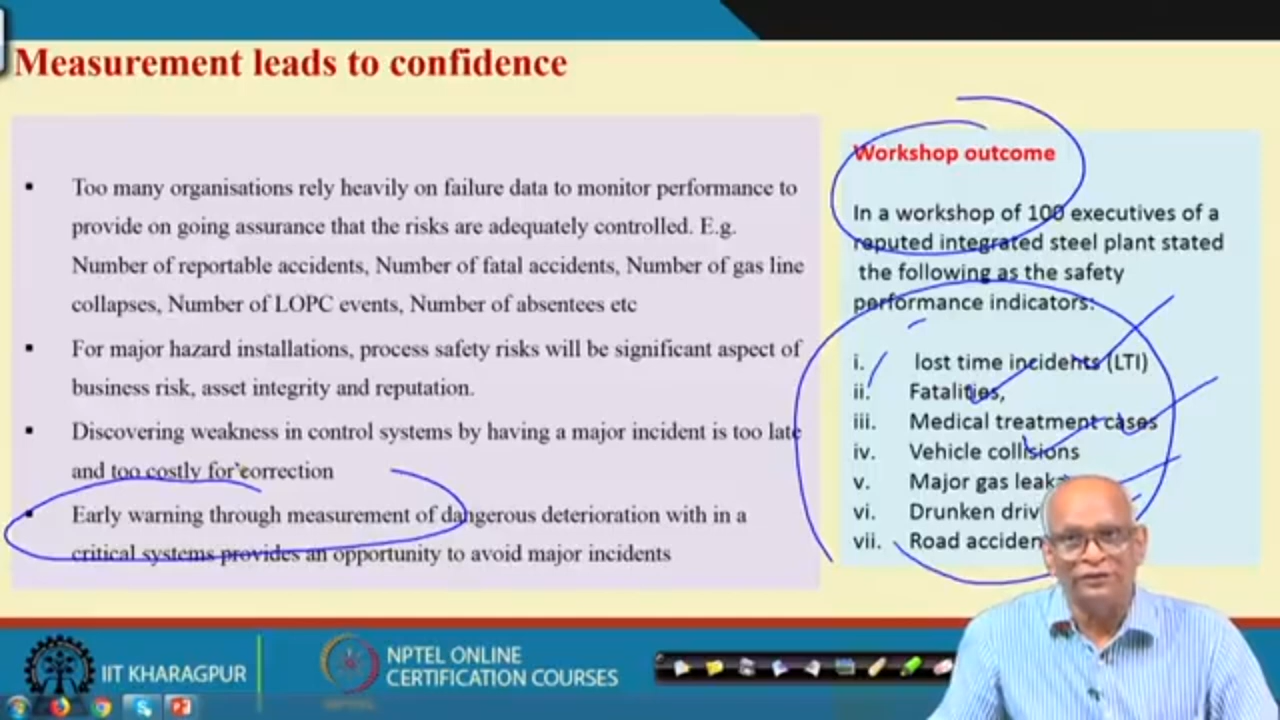 Measurement leads to confidence
▪ Too many organisations rely heavily on failure data to monitor performance to
provide on going assurance that the risks are adequately controlled. E.g.
Number of reportable accidents, Number of fatal accidents, Number of gas line
collapses, Number of LOPC events, Number of absentees etc
▪ For major hazard installations, process safety risks will be significant aspect of
business risk, asset integrity and reputation.
▪ Discovering weakness in control systems by having a major incident is too late
and too costly for correction
▪ Early warning through measurement of dangerous deterioration with in a
critical systems provides an opportunity to avoid major incidents
Workshop outcome
In a workshop of 100 executives of a
reputed integrated steel plant stated
the following as the safety
performance indicators:
i. lost time incidents (LTI)
ii. Fatalities,
iii. Medical treatment cases
iv. Vehicle collisions
v. Major gas leak
vi. Drunken driv
vii. Road acciden
IIT KHARAGPUR
NPTEL ONLINE
CERTIFICATION COURSES